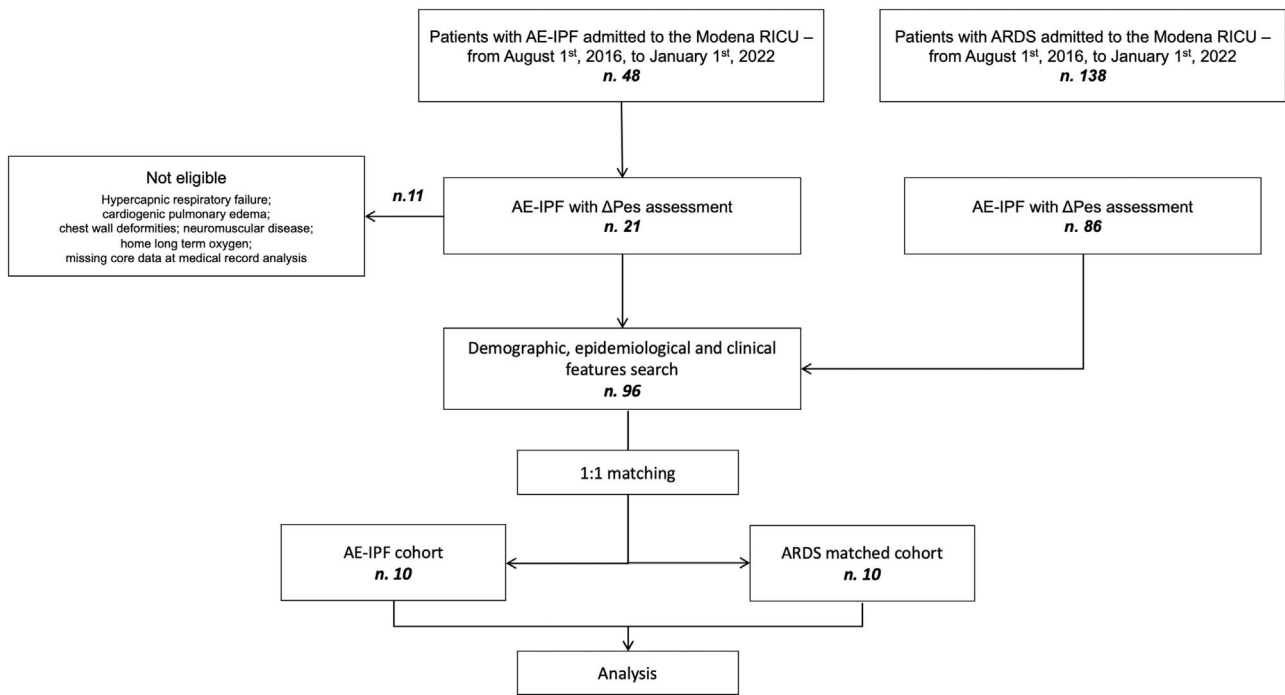 Patients with AE-IPF admitted to the Modena RICU –
from August 1st, 2016, to January 1st, 2022
n. 48
Patients with ARDS admitted to the Modena RICU –
from August 1st, 2016, to January 1st, 2022
n. 138
Not eligible
Hypercapnic respiratory failure;
cardiogenic pulmonary edema;
chest wall deformities; neuromuscular disease;
home long term oxygen;
missing core data at medical record analysis
n.11
AE-IPF with ΔPes assessment
n. 21
AE-IPF with ΔPes assessment
n. 86
Demographic, epidemiological and clinical
features search
n. 96
1:1 matching
AE-IPF cohort
n. 10
ARDS matched cohort
n. 10
Analysis